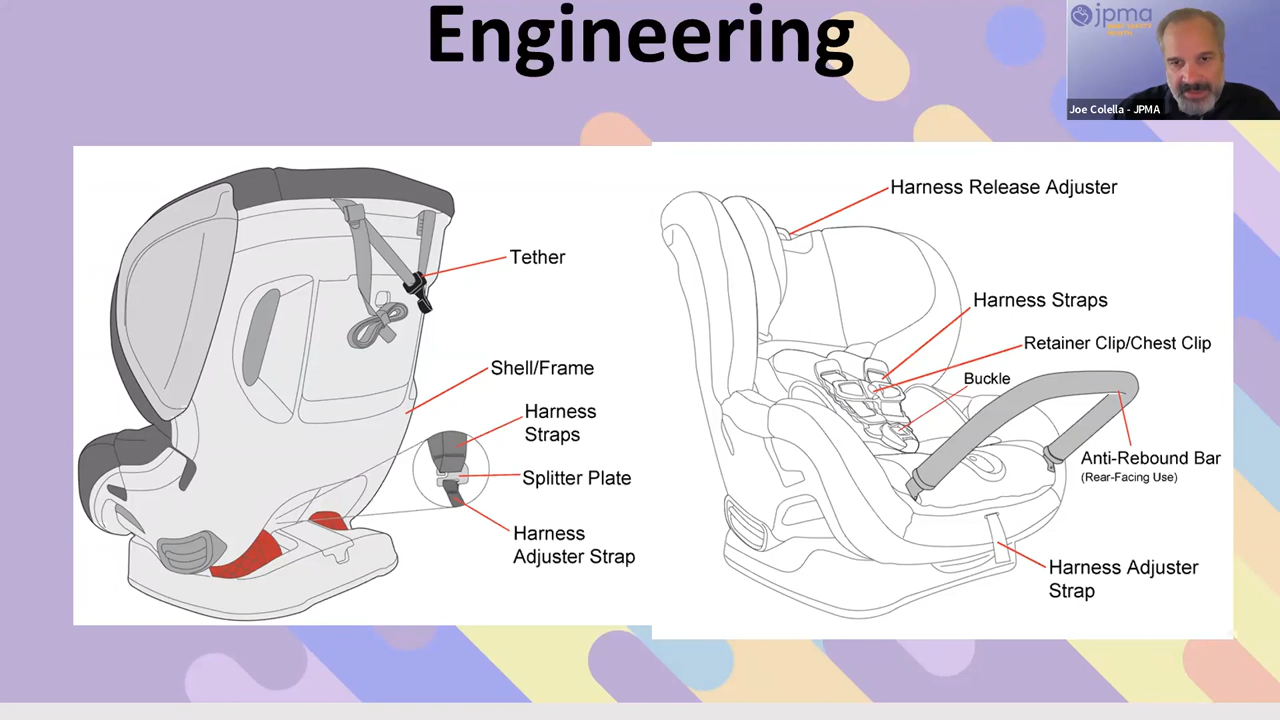 Engineering
jpma
Joe Colella - JPMA
Tether
Shell/Frame
Harness
Straps
Splitter Plate
Harness
Adjuster Strap
Harness Release Adjuster
Harness Straps
Retainer Clip/Chest Clip
Buckle
Anti-Rebound Bar
(Rear-Facing Use)
Harness Adjuster
Strap